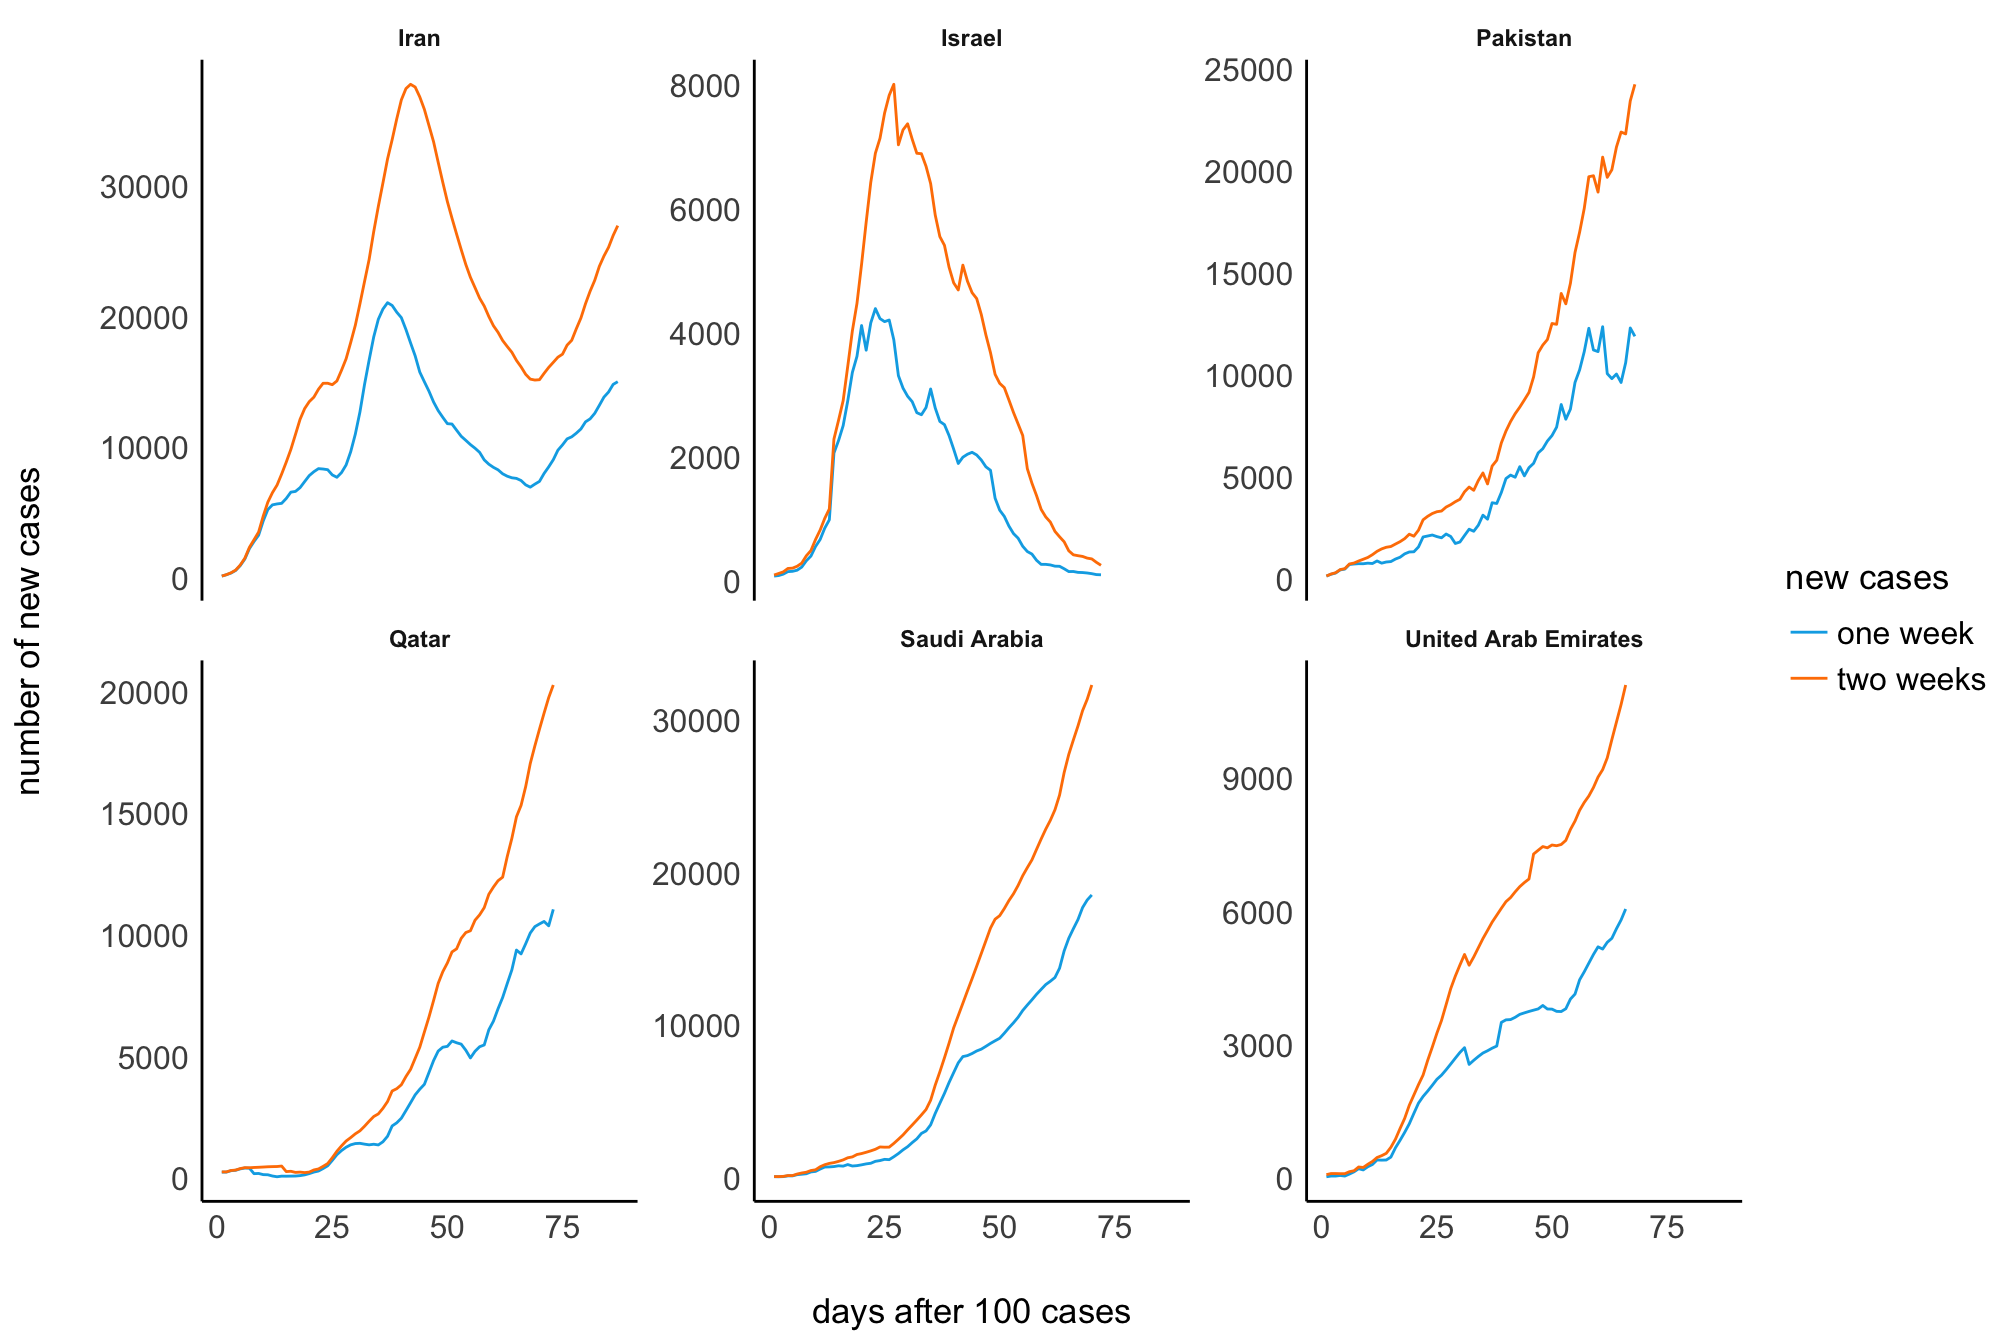 Iran
Israel
Pakistan
30000
20000
10000
0
8000
6000
4000
2000
0
25000
20000
15000
10000
5000
0
number of new cases
Qatar
Saudi Arabia
United Arab Emirates
20000
15000
10000
5000
0
30000
20000
10000
0
9000
6000
3000
0
0 25 50 75
0 25 50 75
0 25 50 75
days after 100 cases
new cases
one week
two weeks